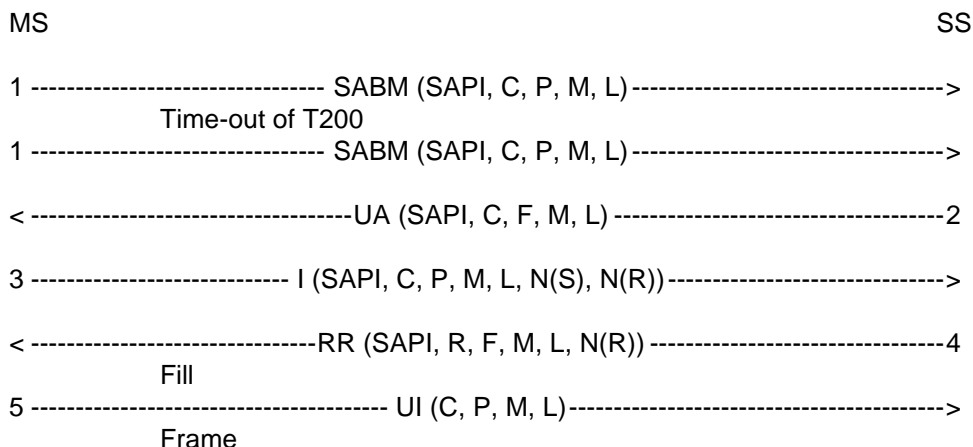 MS SS
1 --------------------------------- SABM (SAPI, C, P, M, L) ----------------------------------->
Time-out of T200
1 --------------------------------- SABM (SAPI, C, P, M, L) ----------------------------------->
< ------------------------------------UA (SAPI, C, F, M, L) -------------------------------------2
3 ----------------------------- I (SAPI, C, P, M, L, N(S), N(R)) ------------------------------->
< --------------------------------RR (SAPI, R, F, M, L, N(R)) ---------------------------------4
Fill
5 ---------------------------------------- UI (C, P, M, L)------------------------------------------>
Frame